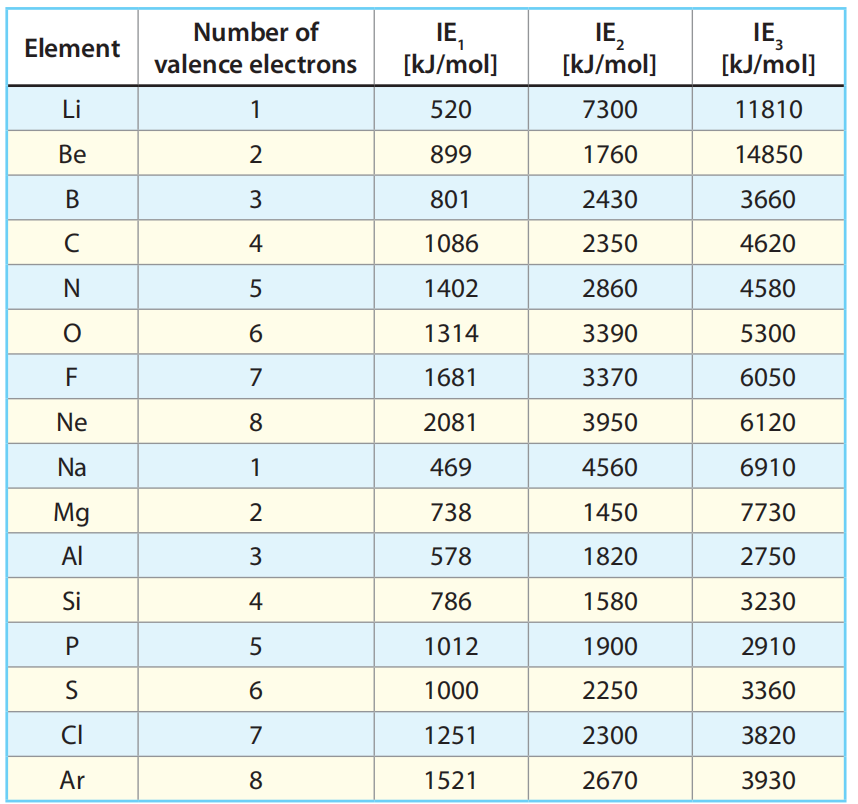 Element Number of valence electrons IE1 [kJ/mol] IE2 [kJ/mol] IE3 [kJ/mol]
Li 1 520 7300 11810
Be 2 899 1760 14850
B 3 801 2430 3660
C 4 1086 2350 4620
N 5 1402 2860 4580
O 6 1314 3390 5300
F 7 1681 3370 6050
Ne 8 2081 3950 6120
Na 1 469 4560 6910
Mg 2 738 1450 7730
Al 3 578 1820 2750
Si 4 786 1580 3230
P 5 1012 1900 2910
S 6 1000 2250 3360
Cl 7 1251 2300 3820
Ar 8 1521 2670 3930